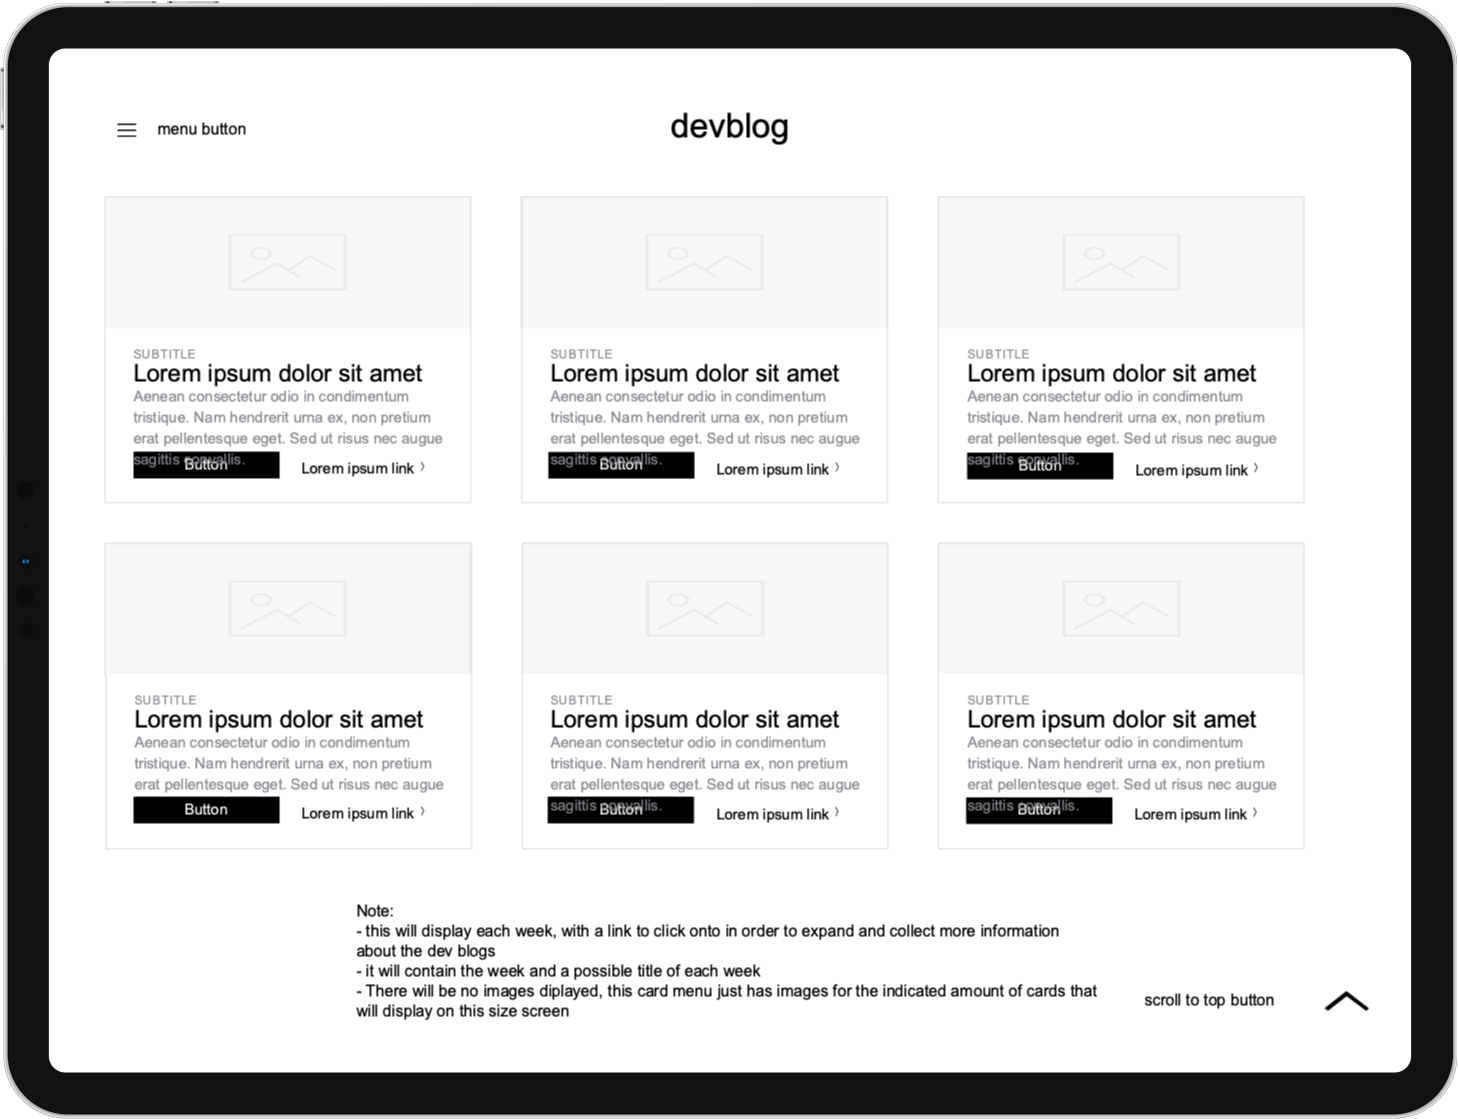 menu button
devblog
SUBTITLE
Lorem ipsum dolor sit amet
Aenean consectetur odio in condimentum
tristique. Nam hendrerit urna ex, non pretium
erat pellentesque eget. Sed ut risus nec augue
sagittis convallis.
Button
Lorem ipsum link
SUBTITLE
Lorem ipsum dolor sit amet
Aenean consectetur odio in condimentum
tristique. Nam hendrerit urna ex, non pretium
erat pellentesque eget. Sed ut risus nec augue
sagittis convallis.
Button
Lorem ipsum link
SUBTITLE
Lorem ipsum dolor sit amet
Aenean consectetur odio in condimentum
tristique. Nam hendrerit urna ex, non pretium
erat pellentesque eget. Sed ut risus nec augue
sagittis convallis.
Button
Lorem ipsum link
SUBTITLE
Lorem ipsum dolor sit amet
Aenean consectetur odio in condimentum
tristique. Nam hendrerit urna ex, non pretium
erat pellentesque eget. Sed ut risus nec augue
Button
Lorem ipsum link
SUBTITLE
Lorem ipsum dolor sit amet
Aenean consectetur odio in condimentum
tristique. Nam hendrerit urna ex, non pretium
erat pellentesque eget. Sed ut risus nec augue
sagittis convallis.
Button
Lorem ipsum link
SUBTITLE
Lorem ipsum dolor sit amet
Aenean consectetur odio in condimentum
tristique. Nam hendrerit urna ex, non pretium
erat pellentesque eget. Sed ut risus nec augue
sagittis convallis.
Button
Lorem ipsum link
Note:
- this will display each week, with a link to click onto in order to expand and collect more information
about the dev blogs
- it will contain the week and a possible title of each week
- There will be no images diplayed, this card menu just has images for the indicated amount of cards that
will display on this size screen
scroll to top button